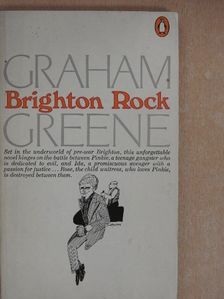 GRAHAM
Brighton Rock
GREENE
Set in the underworld of pre-war Brighton, this unforgettable
novel hinges on the battle between Pinkie, a teenage gangster who
is dedicated to evil, and Ida, a promiscuous avenger with a
passion for justice ... Rose, the child waitress, who loves Pinkie,
is destroyed between them.